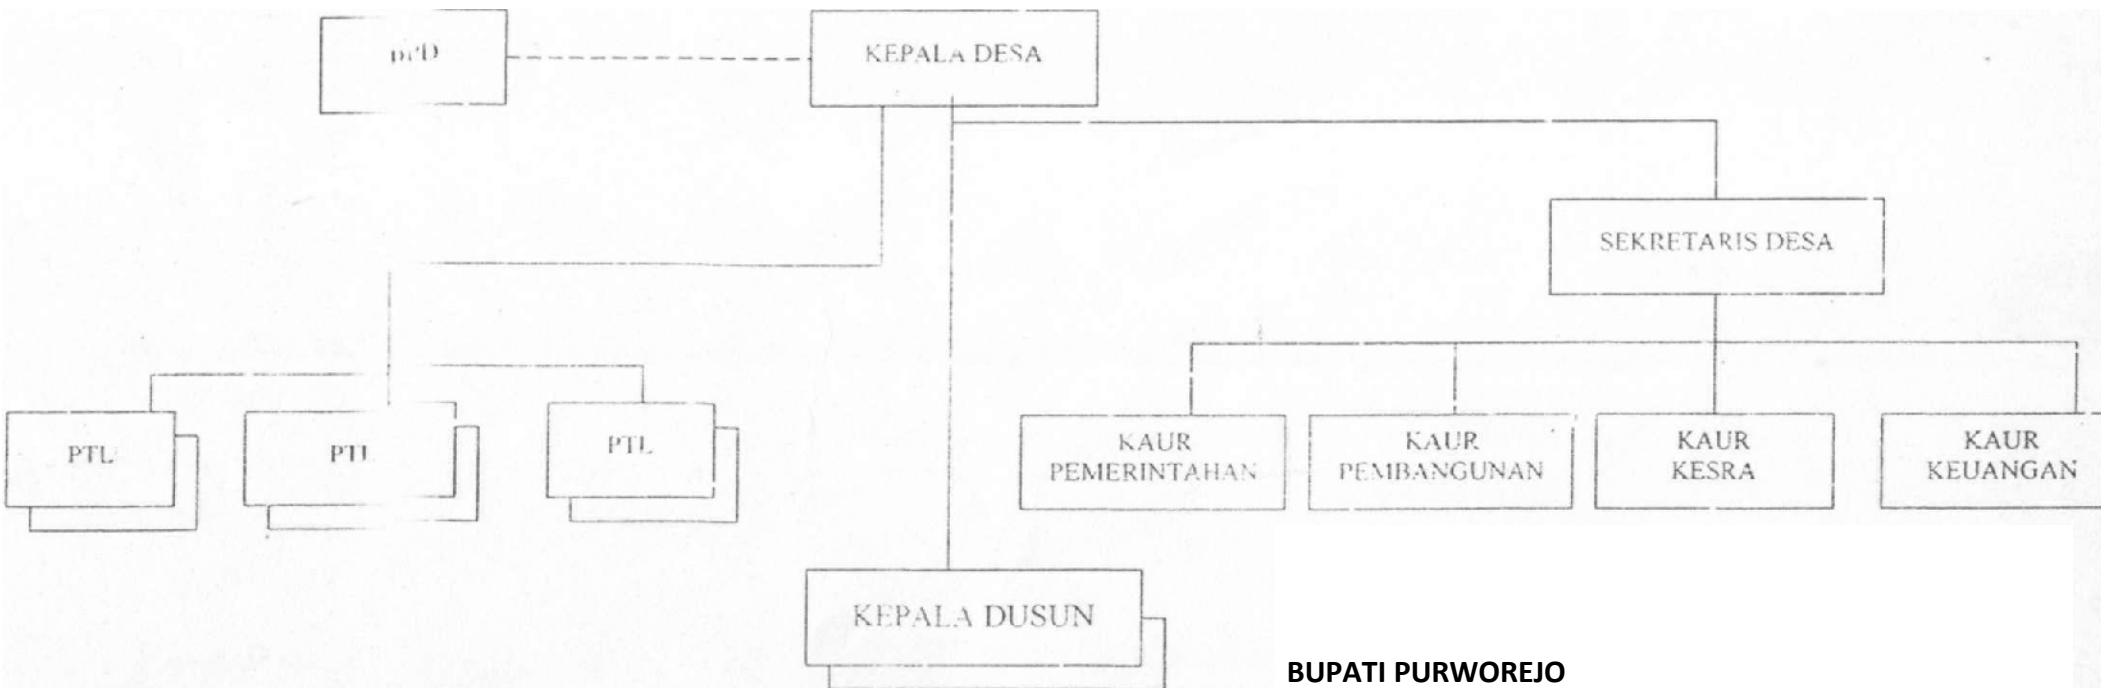 KEPALA DESA
SEKRETARIS DESA
PTL
PTL
PTL
KAUR
PEMERINTAHAN
KAUR
PEMBANGUNAN
KAUR
KESRA
KAUR
KEUANGAN
KEPALA DUSUN
BUPATI PURWOREJO